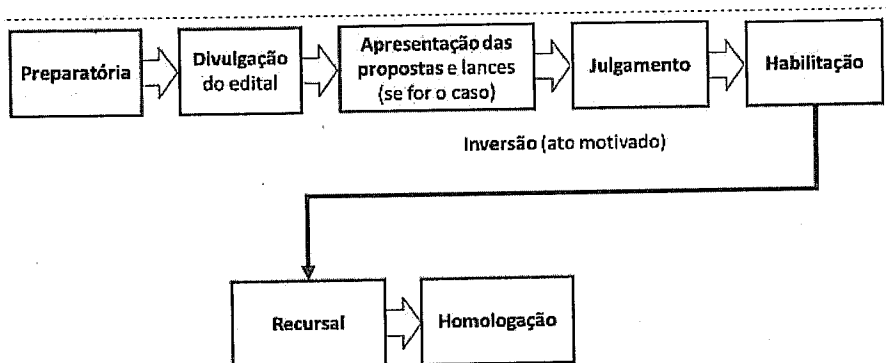 Preparatória
Divulgação
do edital
Apresentação das
propostas e lances
(se for o caso)
Julgamento
Habilitação
Inversão (ato motivado)
Recursal
Homologação